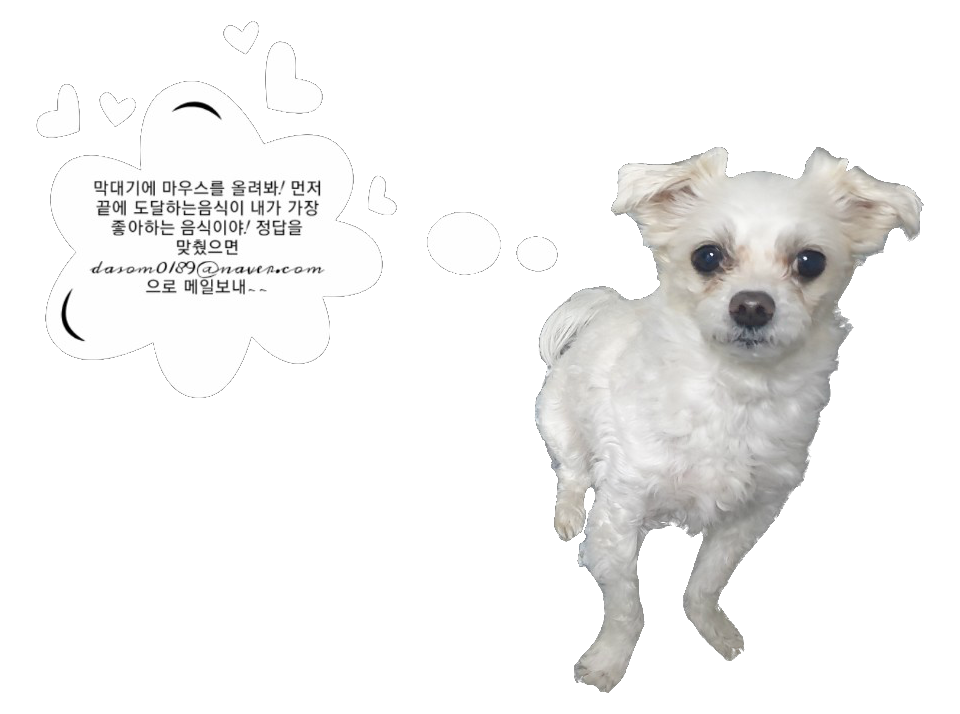 막대기에 마우스를 올려봐! 먼저
끝에 도달하는음식이 내가 가장
좋아하는 음식이야! 정답을
맞췄으면
dasom0189@naver.com
으로 메일보내~~